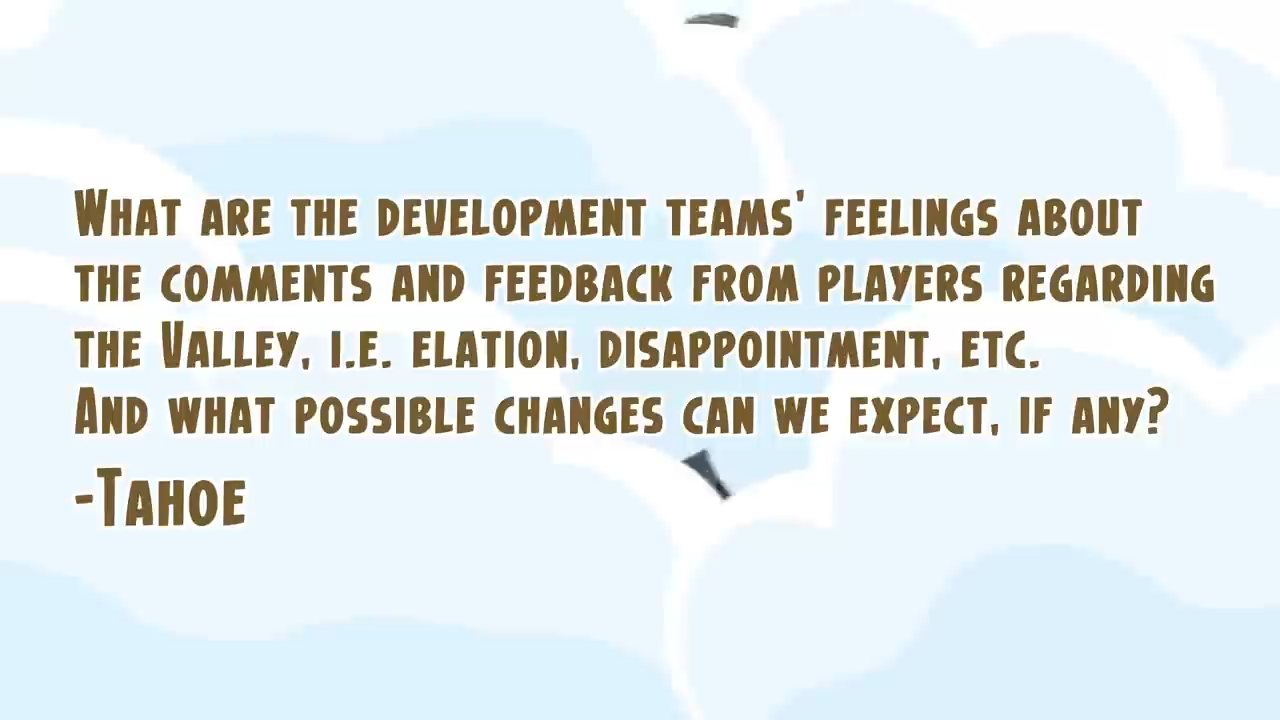 What are the development teams' feelings about
the comments and feedback from players regarding
the Valley, i.e. elation, disappointment, etc.
And what possible changes can we expect, if any?
-Tahoe